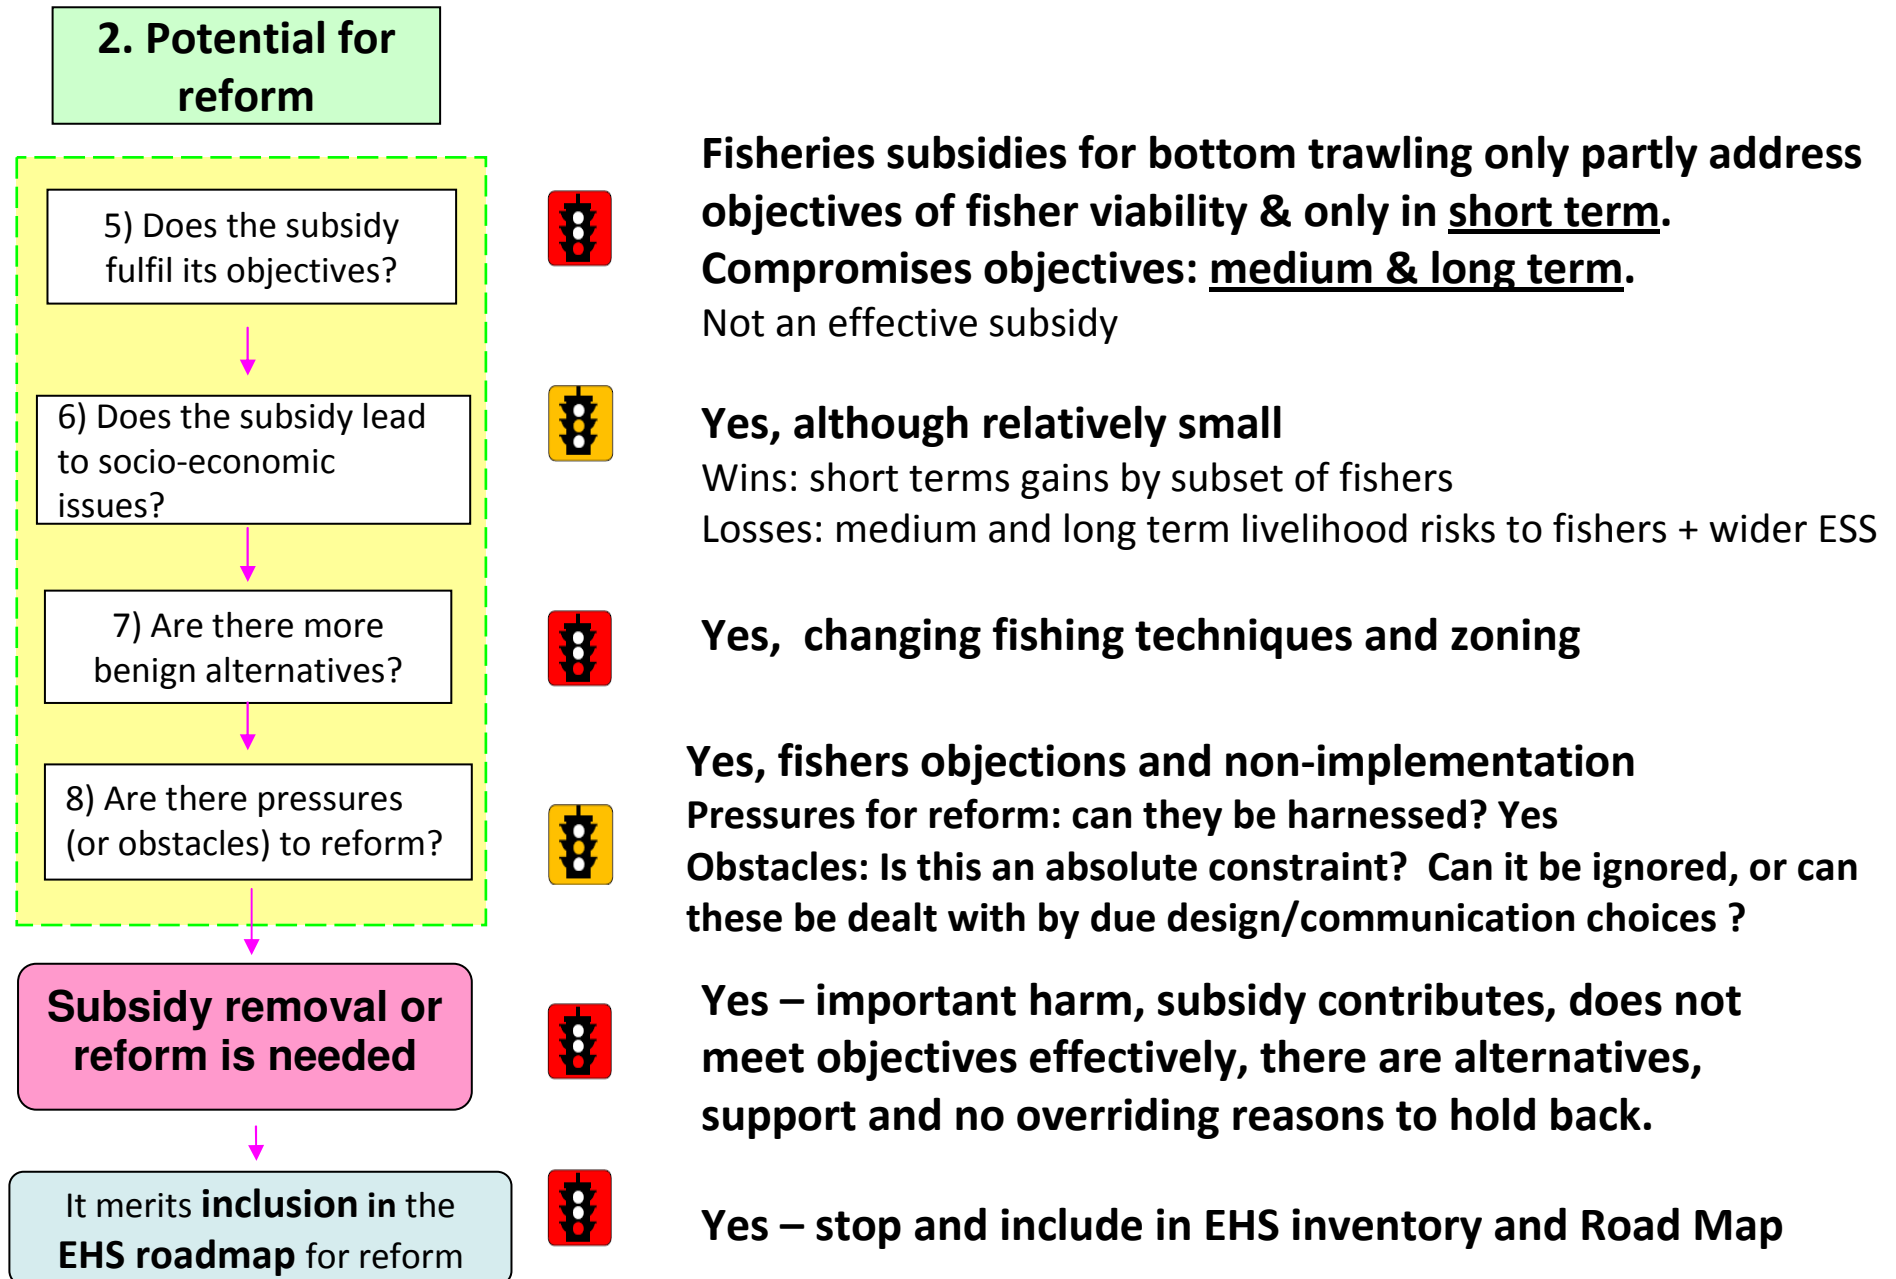 2. Potential for
reform
5) Does the subsidy
fulfil its objectives?
Fisheries subsidies for bottom trawling only partly address
objectives of fisher viability & only in short term.
Compromises objectives: medium & long term.
Not an effective subsidy
6) Does the subsidy lead
to socio-economic
issues?
Yes, although relatively small
Wins: short terms gains by subset of fishers
Losses: medium and long term livelihood risks to fishers + wider ESS
7) Are there more
benign alternatives?
Yes, changing fishing techniques and zoning
8) Are there pressures
(or obstacles) to reform?
Yes, fishers objections and non-implementation
Pressures for reform: can they be harnessed? Yes
Obstacles: Is this an absolute constraint? Can it be ignored, or can
these be dealt with by due design/communication choices ?
Subsidy removal or
reform is needed
Yes – important harm, subsidy contributes, does not
meet objectives effectively, there are alternatives,
support and no overriding reasons to hold back.
It merits inclusion in the
EHS roadmap for reform
Yes – stop and include in EHS inventory and Road Map